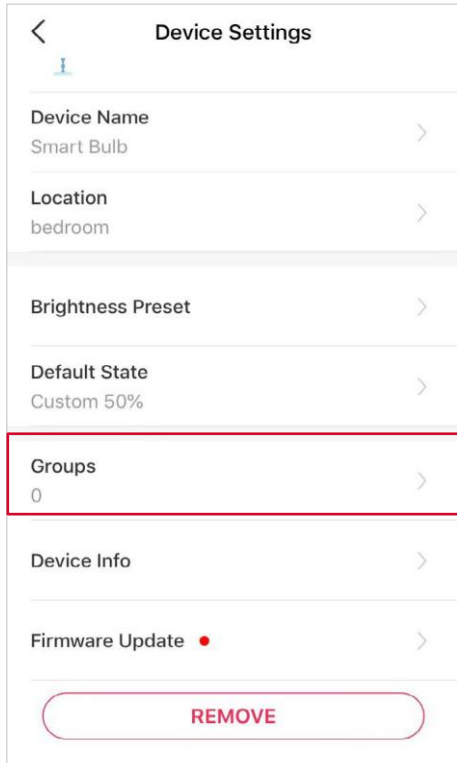 Device Settings
Device Name
Smart Bulb
Location
bedroom
Brightness Preset
Default State
Custom 50%
Groups
0
Device Info
Firmware Update
REMOVE